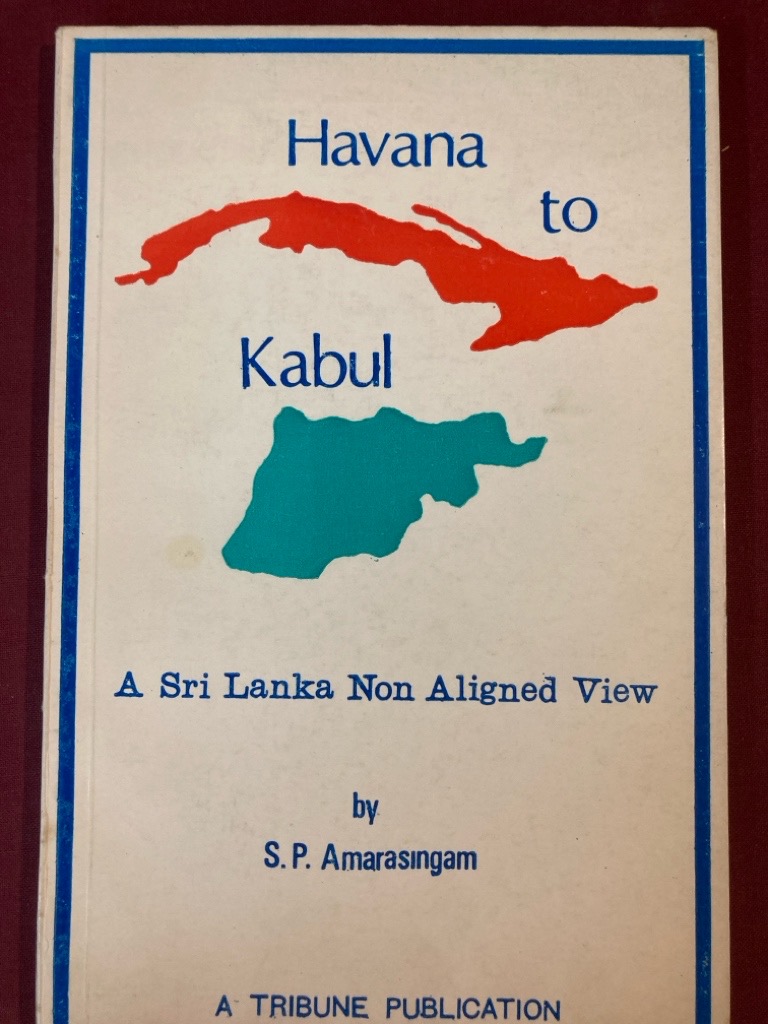 Havana
to
Kabul
A Sri Lanka Non Aligned View
by
S. P. Amarasingam
A TRIBUNE PUBLICATION